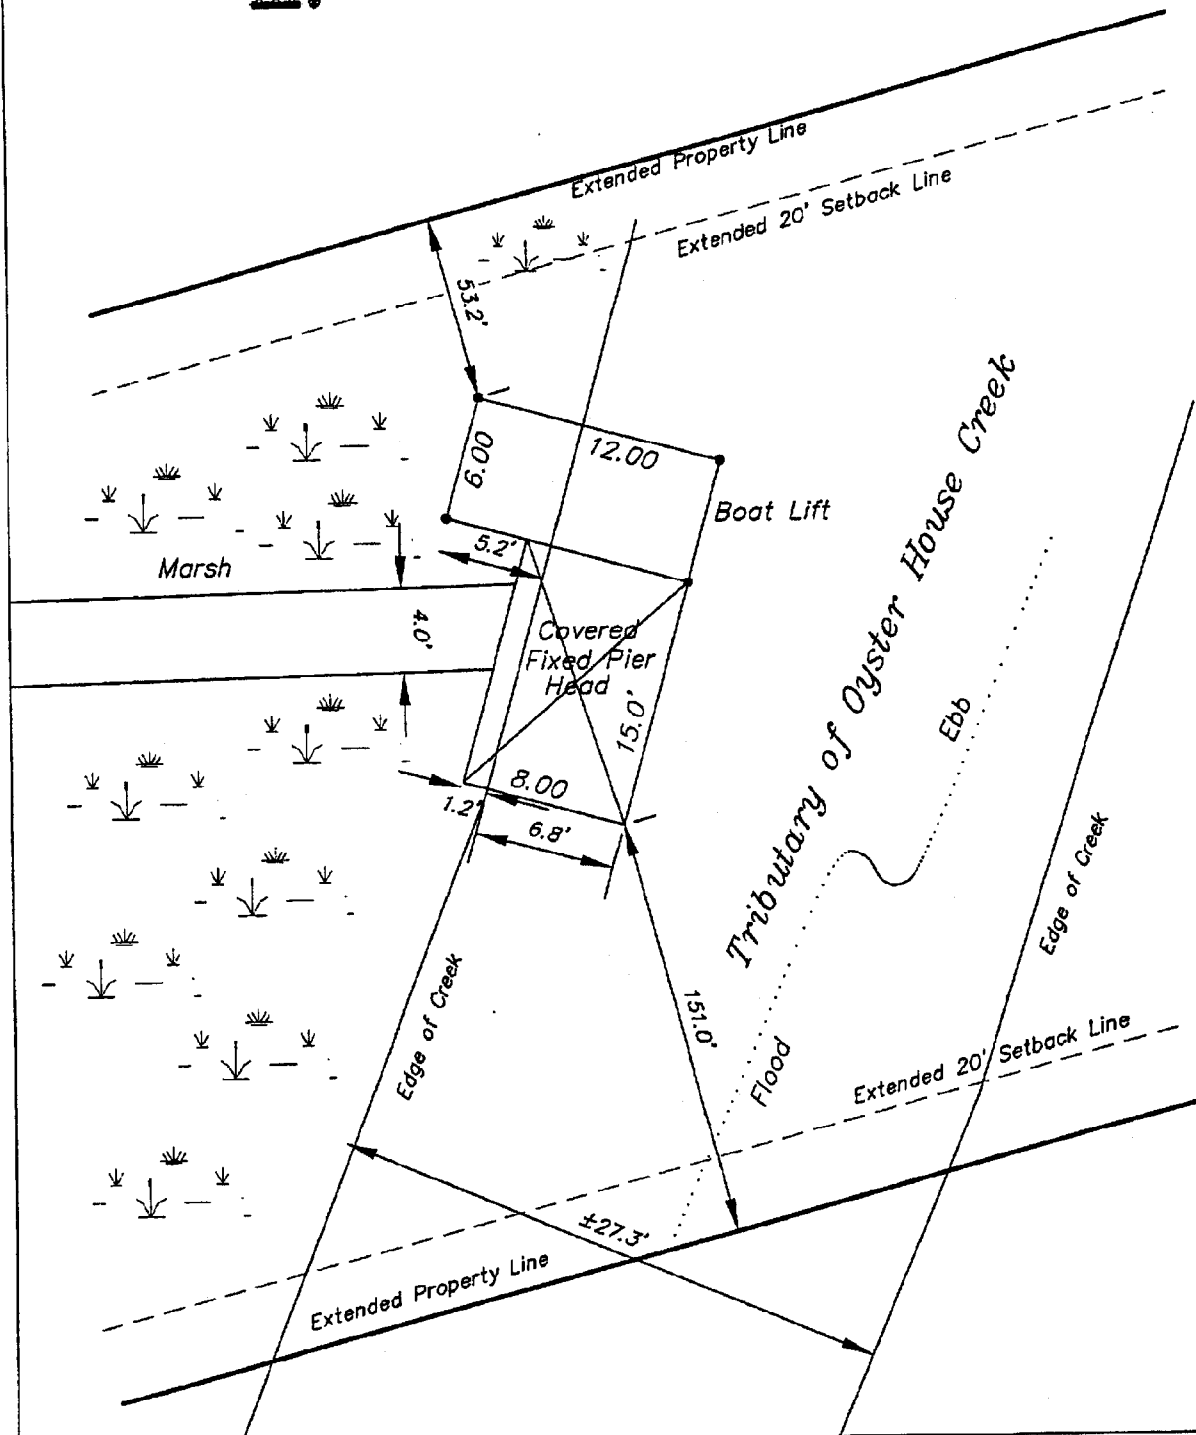 Extended Property Line
Extended 20' Setback Line
53.2'
6.00
12.00
Boat Lift
5.2'
Marsh
4.0'
Covered
Fixed Pier
Head
15.0'
8.00
1.2'
6.8'
Tributary of Oyster House Creek
Ebb
Edge of Creek
Edge of Creek
151.0'
Flood
Extended 20' Setback Line
±27.3'
Extended Property Line